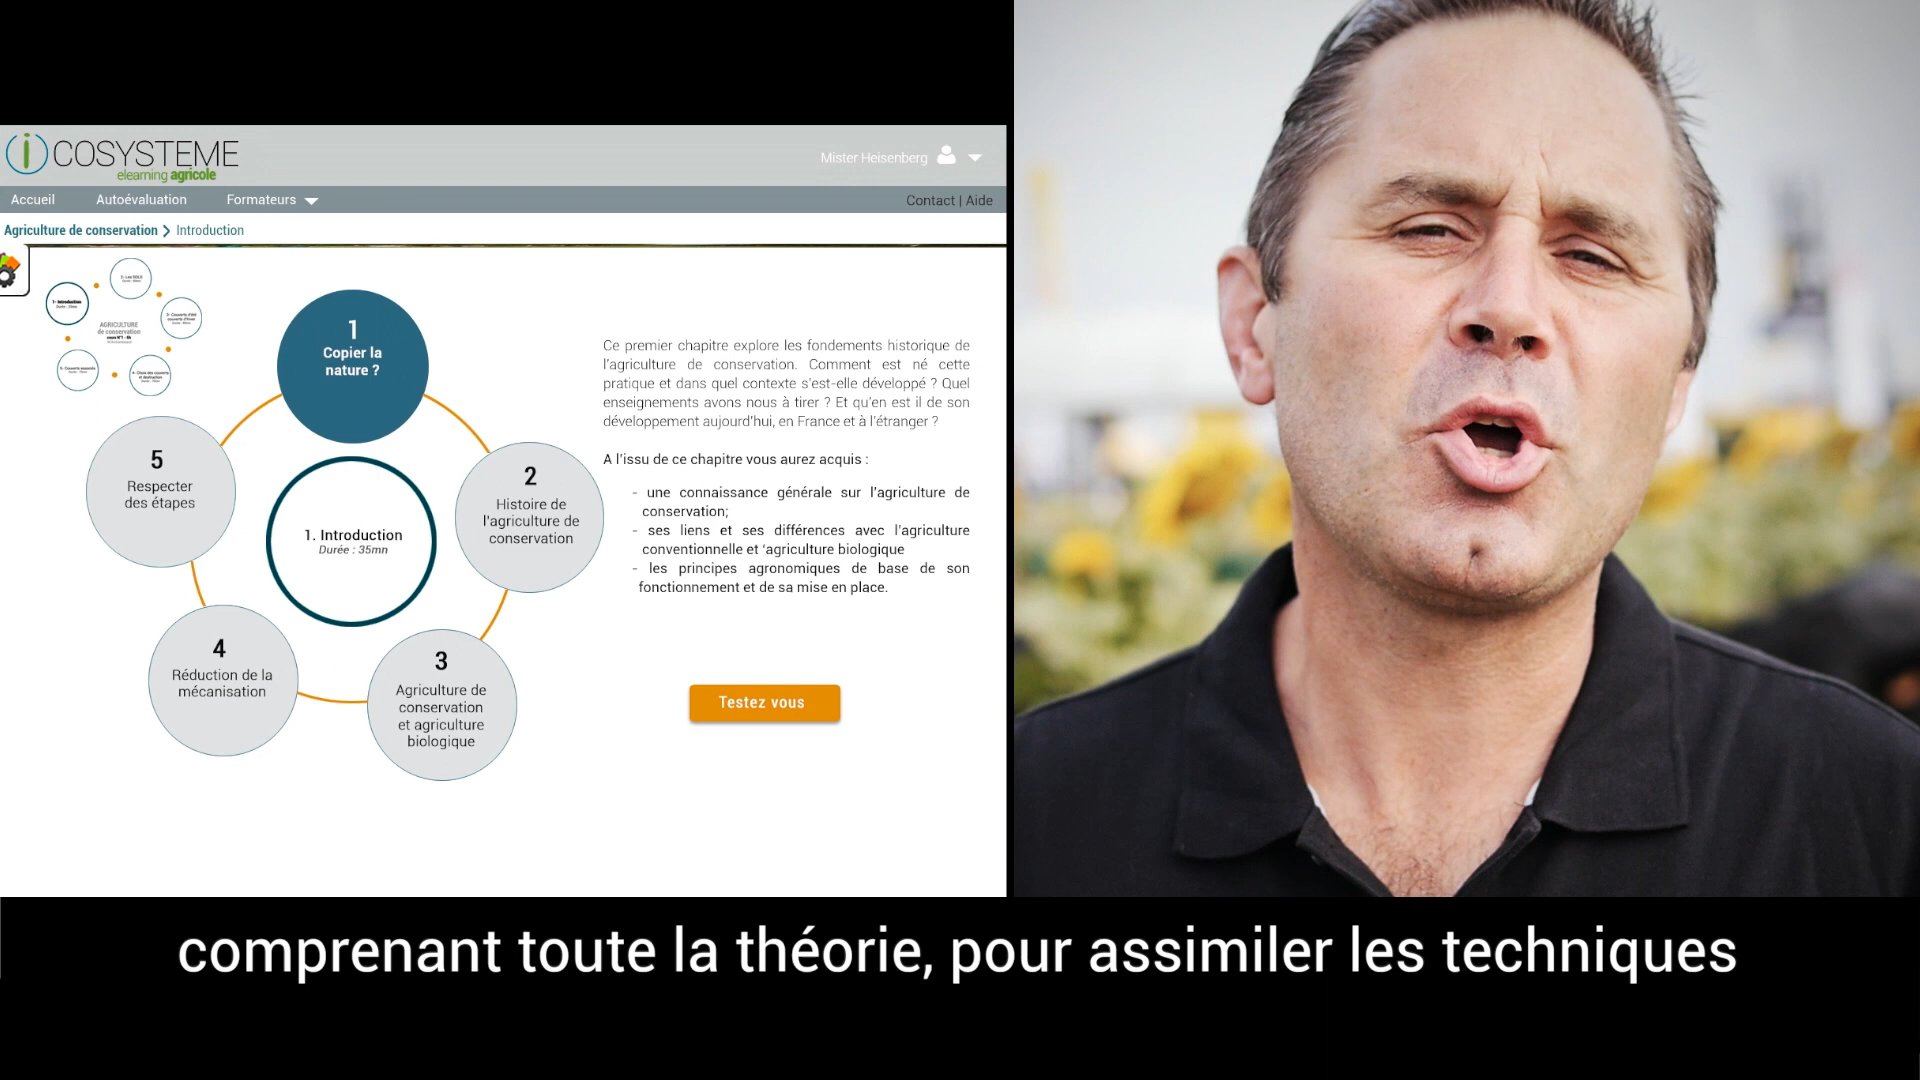 iCOSYSTEME
elearning agricole
Mister Heisenberg
Accueil
Autoévaluation
Formateurs
Contact | Aide
Agriculture de conservation
Introduction
1- Introduction
AGRICULTURE
de conservation
1
Copier la
nature ?
2
Histoire de
l'agriculture de
conservation
3
Agriculture de
conservation
et agriculture
biologique
4
Réduction de la
mécanisation
5
Respecter
des étapes
1. Introduction
Durée : 35mn
Ce premier chapitre explore les fondements historique de
l'agriculture de conservation. Comment est né cette
pratique et dans quel contexte s'est-elle développé ? Quel
enseignements avons nous à tirer ? Et qu'en est il de son
développement aujourd'hui, en France et à l'étranger ?
A l'issu de ce chapitre vous aurez acquis :
- une connaissance générale sur l'agriculture de
conservation;
- ses liens et ses différences avec l'agriculture
conventionnelle et 'agriculture biologique
- les principes agronomiques de base de son
fonctionnement et de sa mise en place.
Testez vous
comprenant toute la théorie, pour assimiler les techniques